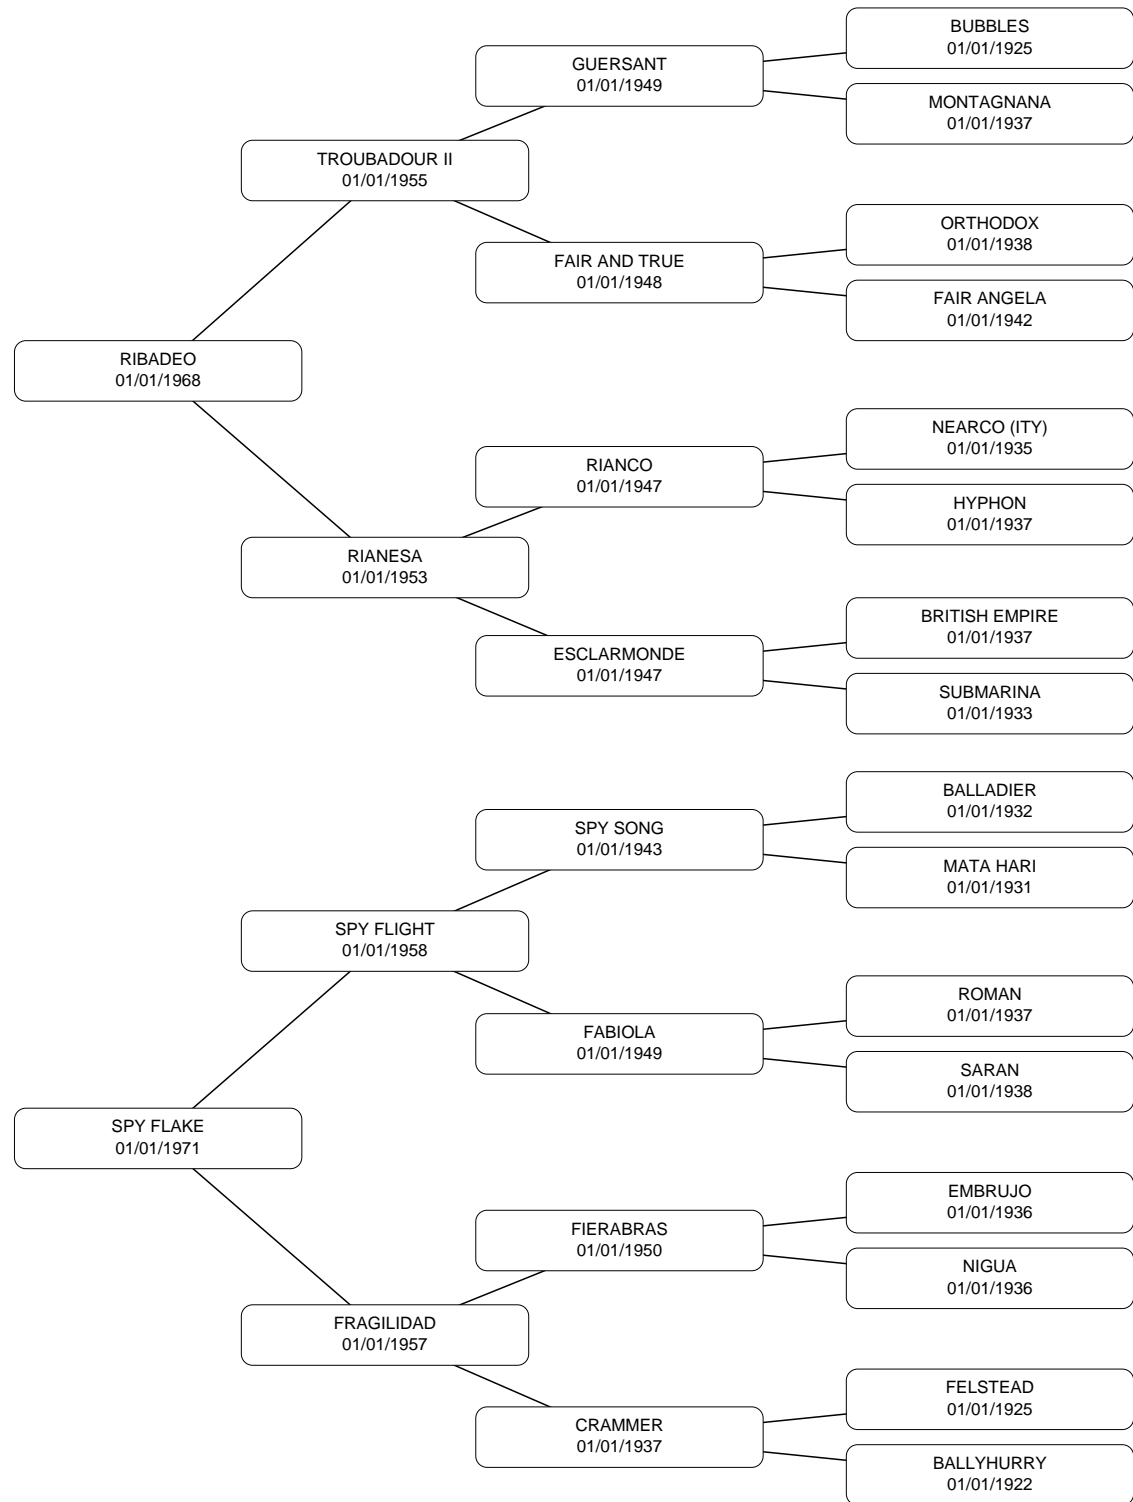 BUBBLES
01/01/1925
GUERSANT
01/01/1949
MONTAGNANA
01/01/1937
TROUBADOUR II
01/01/1955
ORTHODOX
01/01/1938
FAIR AND TRUE
01/01/1948
FAIR ANGELA
01/01/1942
RIBADEO
01/01/1968
NEARCO (ITY)
01/01/1935
RIANCO
01/01/1947
HYPHON
01/01/1937
RIANESA
01/01/1953
BRITISH EMPIRE
01/01/1937
ESCLARMONDE
01/01/1947
SUBMARINA
01/01/1933
BALLADIER
01/01/1932
SPY SONG
01/01/1943
MATA HARI
01/01/1931
SPY FLIGHT
01/01/1958
ROMAN
01/01/1937
FABIOLA
01/01/1949
SARAN
01/01/1938
SPY FLAKE
01/01/1971
EMBRUJO
01/01/1936
FIERABRAS
01/01/1950
NIGUA
01/01/1936
FRAGILIDAD
01/01/1957
FELSTEAD
01/01/1925
CRAMMER
01/01/1937
BALLYHURRY
01/01/1922